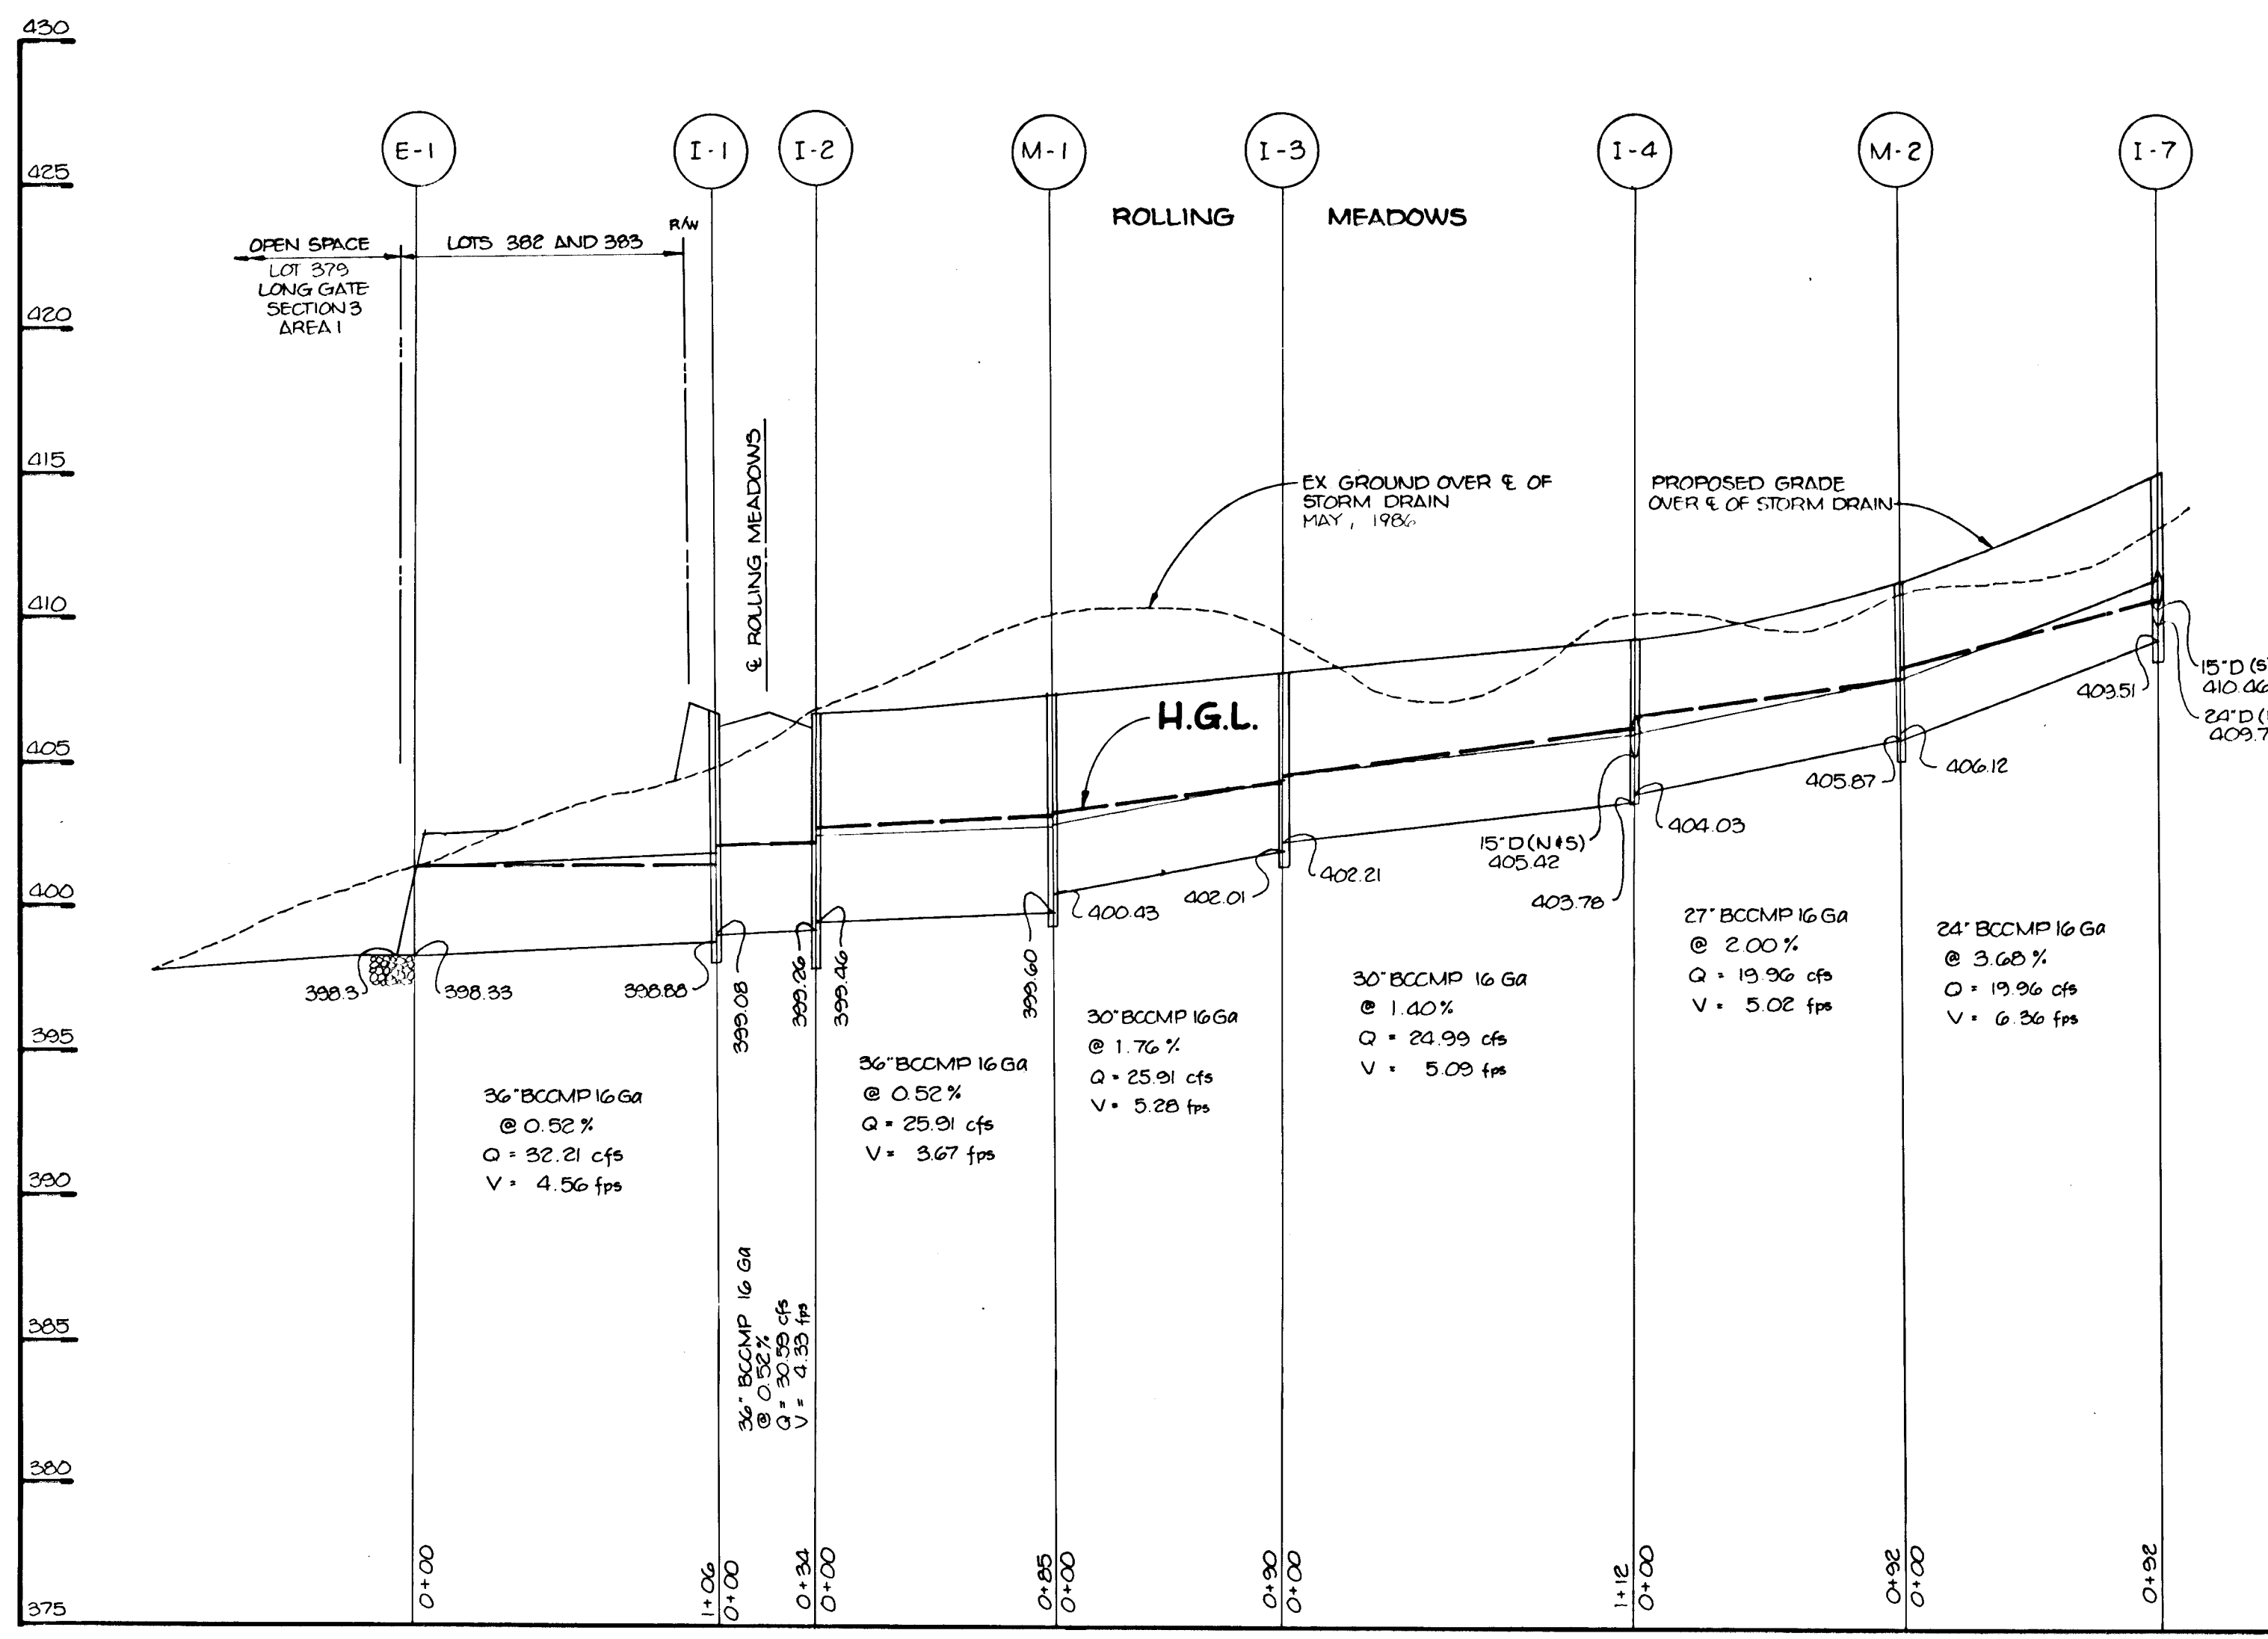 430
425
420
415
410
405
400
395
390
385
380
375
E-1
I-1
I-2
M-1
I-3
I-4
M-2
I-7
ROLLING MEADOWS
R/W
OPEN SPACE
LOTS 382 AND 383
LOT 379
LONG GATE
SECTION 3
AREA 1
℄ ROLLING MEADOWS
EX GROUND OVER ℄ OF
STORM DRAIN
MAY, 1986
PROPOSED GRADE
OVER ℄ OF STORM DRAIN
H.G.L.
398.3
398.33
398.88
399.08
399.26
399.46
399.60
400.43
402.01
402.21
15"D (N&S)
405.42
403.78
404.03
405.87
406.12
409.51
15"D (S
410.46
24"D (
409.7
36" BCCMP 16 Ga
@ 0.52%
Q = 32.21 cfs
V = 4.56 fps
36" BCCMP 16 Ga
@ 0.52%
Q = 30.59 cfs
V = 4.33 fps
36" BCCMP 16 Ga
@ 0.52%
Q = 25.91 cfs
V = 3.67 fps
30" BCCMP 16 Ga
@ 1.76%
Q = 25.91 cfs
V = 5.28 fps
30" BCCMP 16 Ga
@ 1.40%
Q = 24.99 cfs
V = 5.09 fps
27" BCCMP 16 Ga
@ 2.00%
Q = 19.96 cfs
V = 5.02 fps
24" BCCMP 16 Ga
@ 3.68%
Q = 19.96 cfs
V = 6.36 fps
0+00
1+06
0+00
0+34
0+00
0+85
0+00
0+90
0+00
1+12
0+00
0+92
0+00
0+92